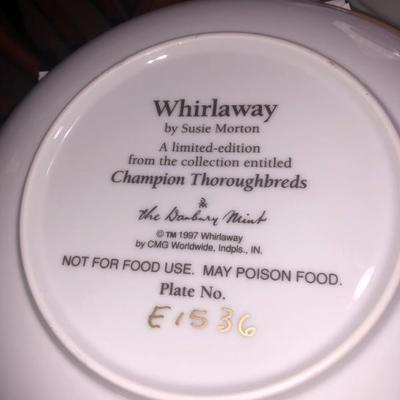 Whirlaway
by Susie Morton
A limited-edition
from the collection entitled
Champion Thoroughbreds
the Danbury Mint
© TM 1997 Whirlaway
by CMG Worldwide, Indpls., IN.
NOT FOR FOOD USE. MAY POISON FOOD.
Plate No.
E1536